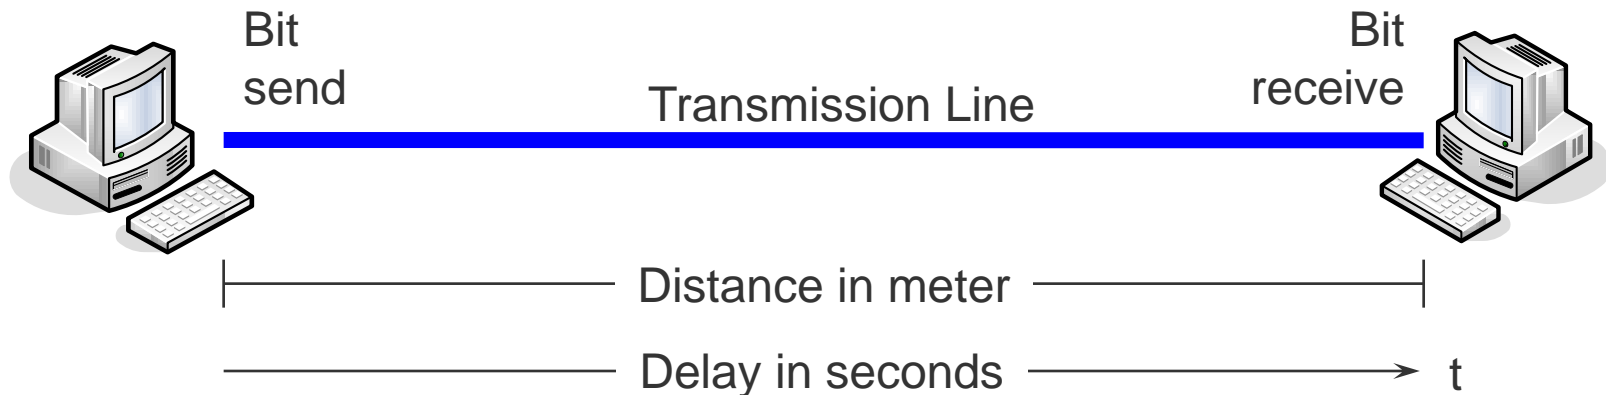 Bit
send
Transmission Line
Bit
receive
Distance in meter
Delay in seconds
t